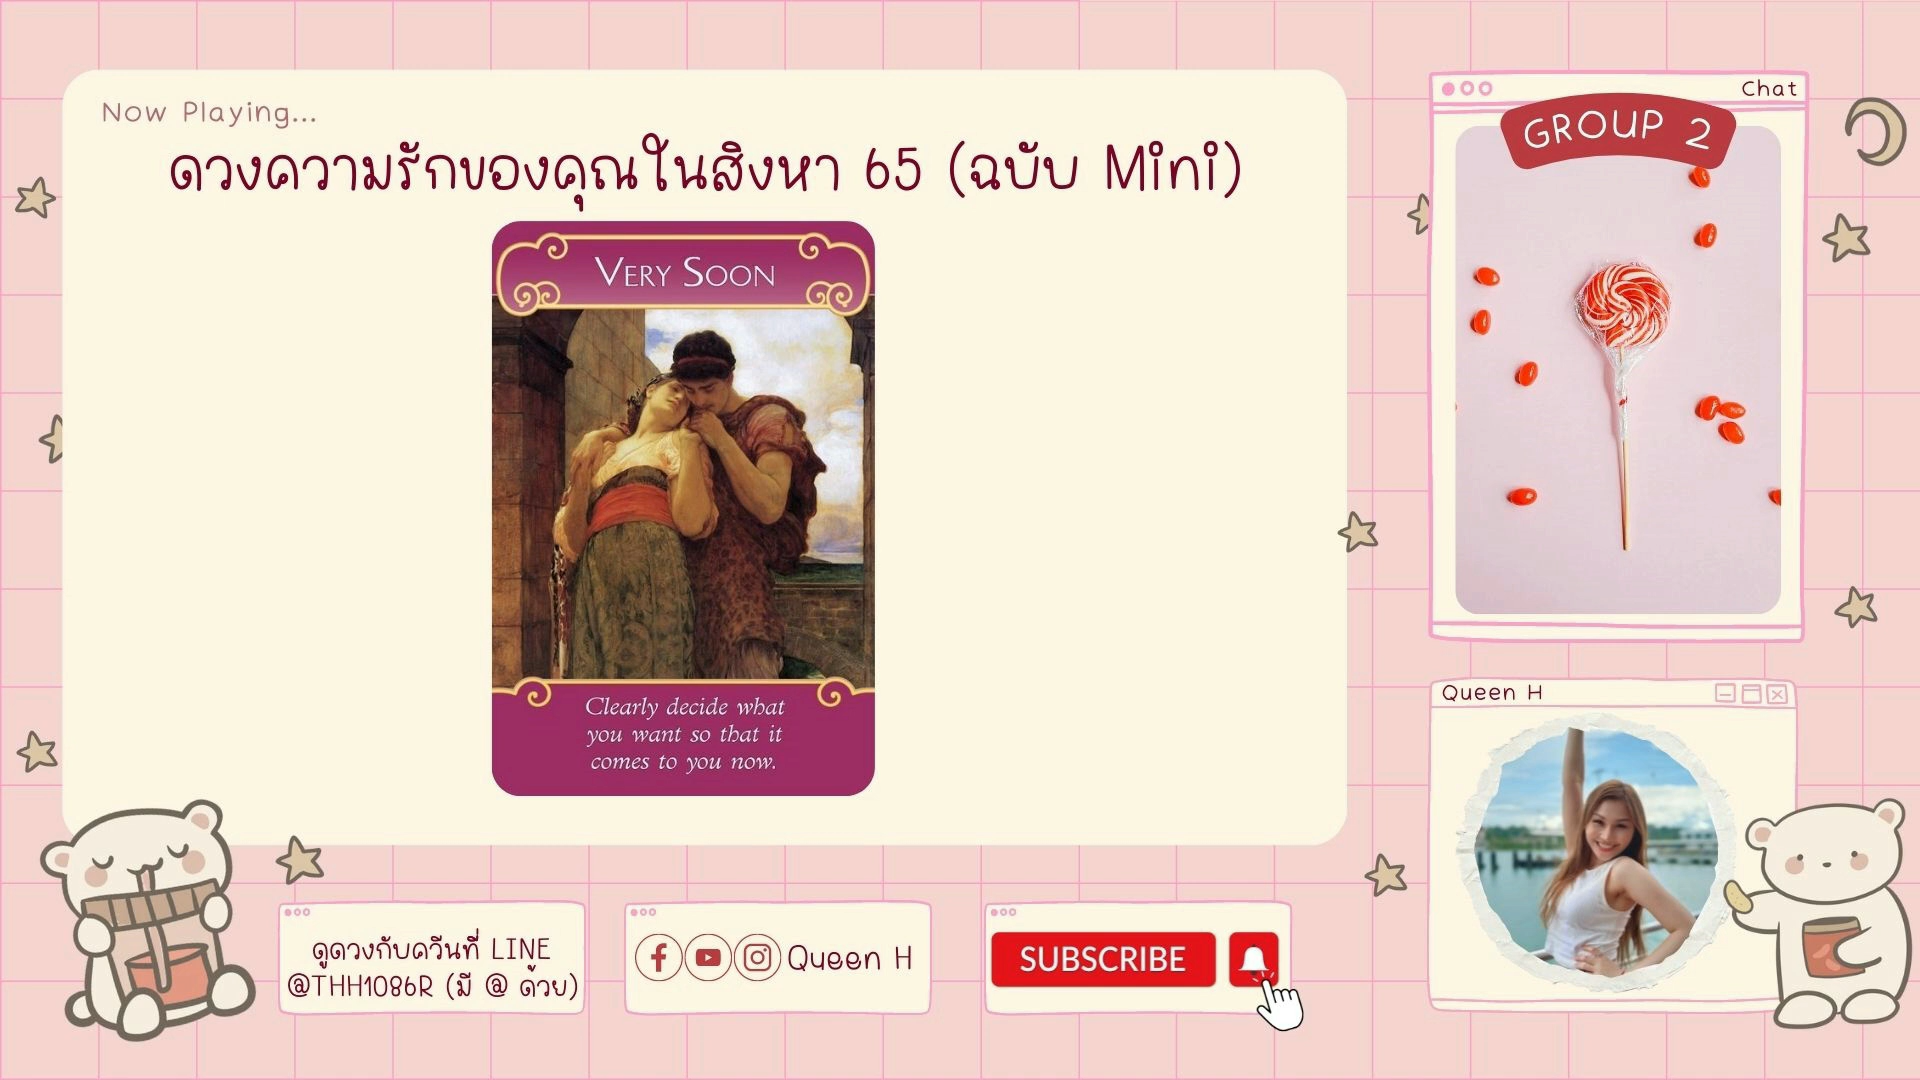 Now Playing...
ดวงความรักของคุณในสิงหา 65 (ฉบับ Mini)
VERY SOON
Clearly decide what
you want so that it
comes to you now.
Chat
GROUP 2
Queen H
ดูดวงกับควีนที่ LINE
@THH1086R (มี @ ด้วย)
Queen H
SUBSCRIBE